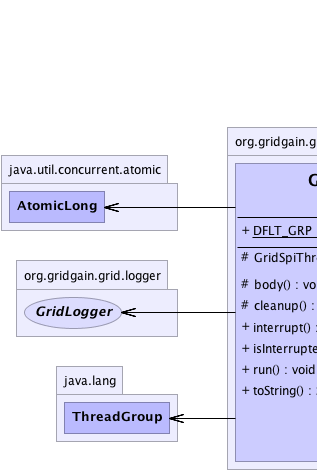 org.gridgain.g
java.util.concurrent.atomic
AtomicLong
org.gridgain.grid.logger
GridLogger
java.lang
ThreadGroup
G
+ DFLT_GRP
# GridSpiThre
# body() : vo
# cleanup() :
+ interrupt() :
+ isInterrupte
+ run() : void
+ toString() :